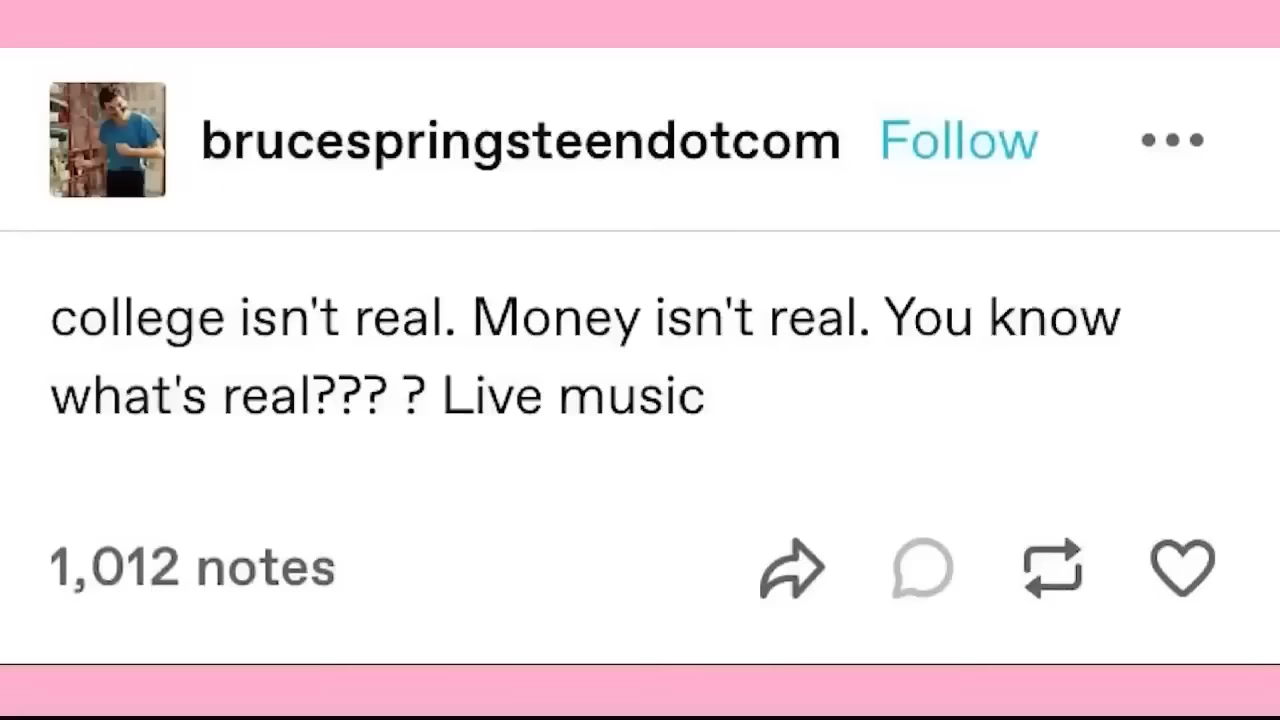 brucespringsteendotcom Follow
college isn't real. Money isn't real. You know
what's real??? ? Live music
1,012 notes